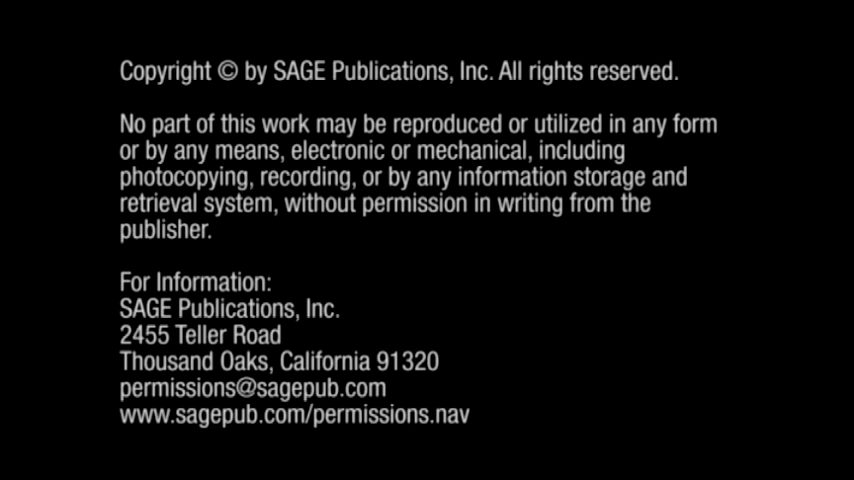 Copyright © by SAGE Publications, Inc. All rights reserved.
No part of this work may be reproduced or utilized in any form
or by any means, electronic or mechanical, including
photocopying, recording, or by any information storage and
retrieval system, without permission in writing from the
publisher.
For Information:
SAGE Publications, Inc.
2455 Teller Road
Thousand Oaks, California 91320
permissions@sagepub.com
www.sagepub.com/permissions.nav